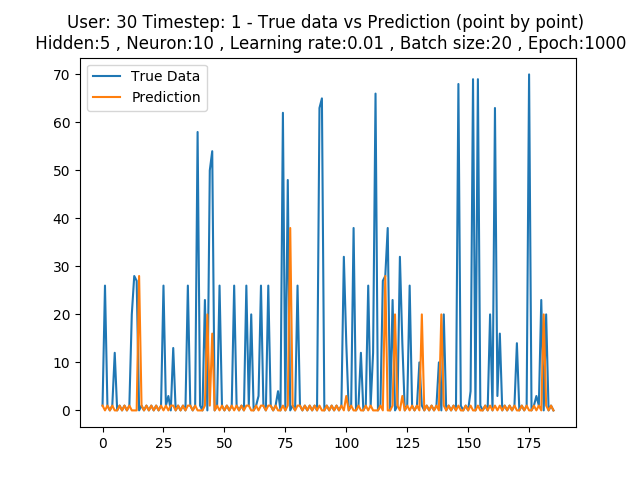 User: 30 Timestep: 1 - True data vs Prediction (point by point)
Hidden:5 , Neuron:10 , Learning rate:0.01 , Batch size:20 , Epoch:1000
True Data
Prediction
70
60
50
40
30
20
10
0
0 25 50 75 100 125 150 175